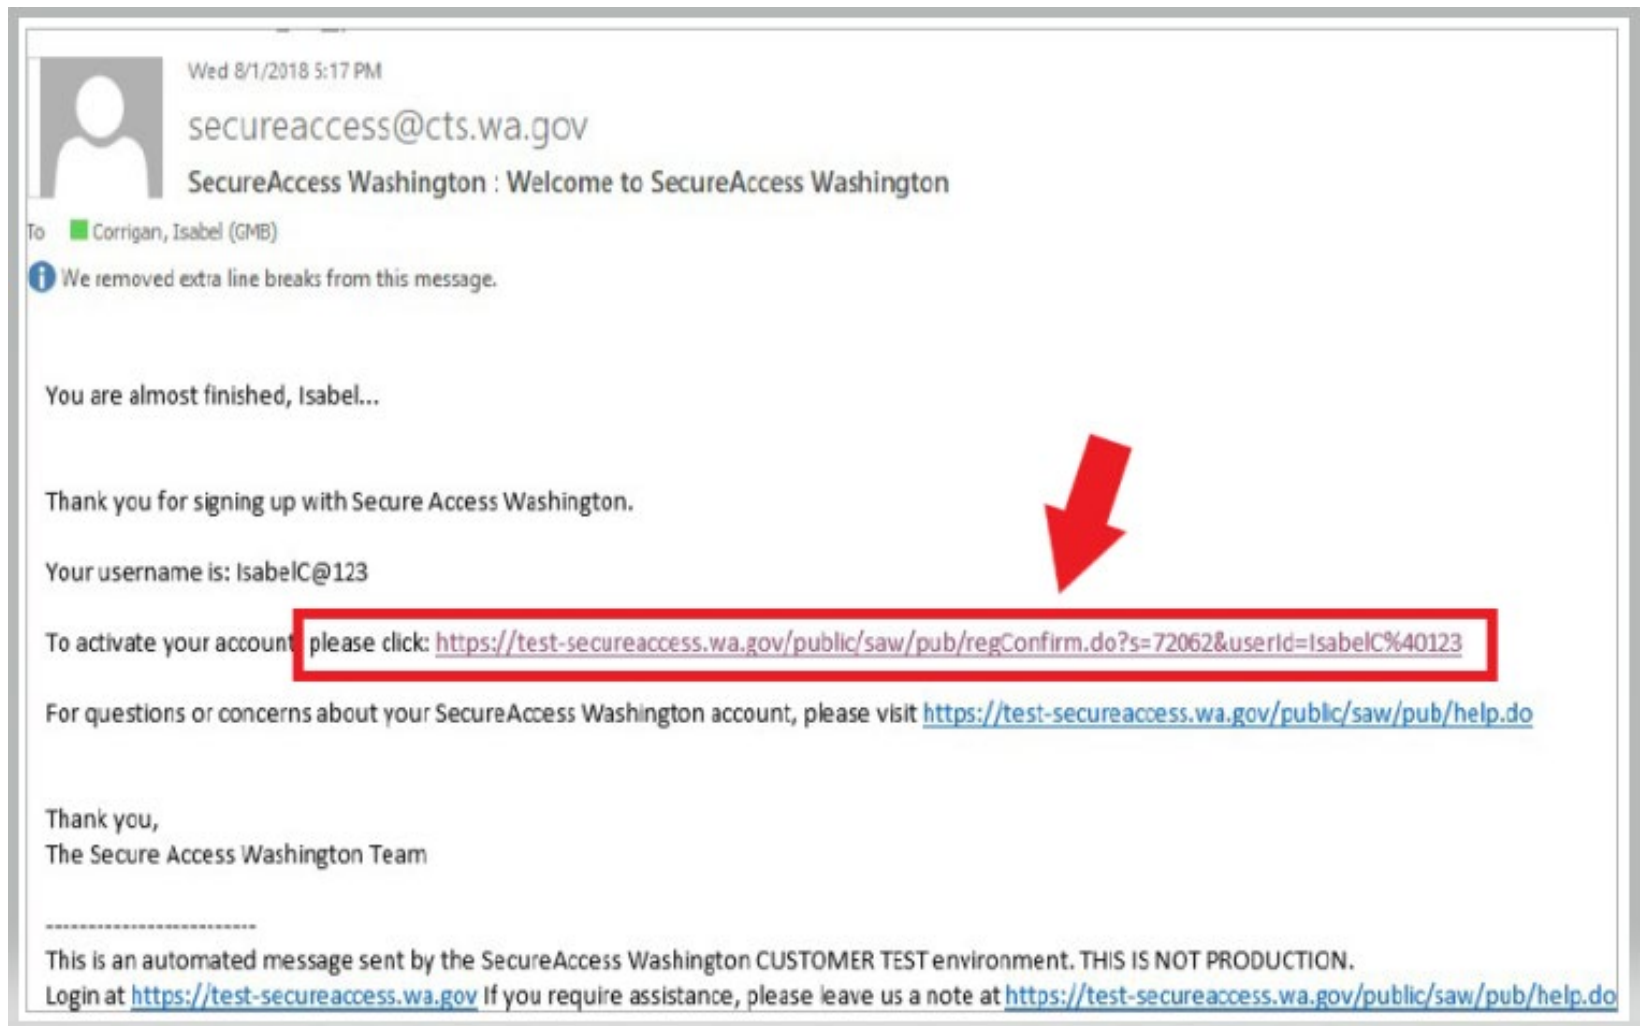 Wed 8/1/2018 5:17 PM
secureaccess@cts.wa.gov
SecureAccess Washington : Welcome to SecureAccess Washington
To Corrigan, Isabel (GMB)
We removed extra line breaks from this message.
You are almost finished, Isabel...
Thank you for signing up with Secure Access Washington.
Your username is: IsabelC@123
To activate your account please click: https://test-secureaccess.wa.gov/public/saw/pub/regConfirm.do?s=72062&userId=IsabelC%40123
For questions or concerns about your SecureAccess Washington account, please visit https://test-secureaccess.wa.gov/public/saw/pub/help.do
Thank you,
The Secure Access Washington Team
-------------------------
This is an automated message sent by the SecureAccess Washington CUSTOMER TEST environment. THIS IS NOT PRODUCTION.
Login at https://test-secureaccess.wa.gov If you require assistance, please leave us a note at https://test-secureaccess.wa.gov/public/saw/pub/help.do